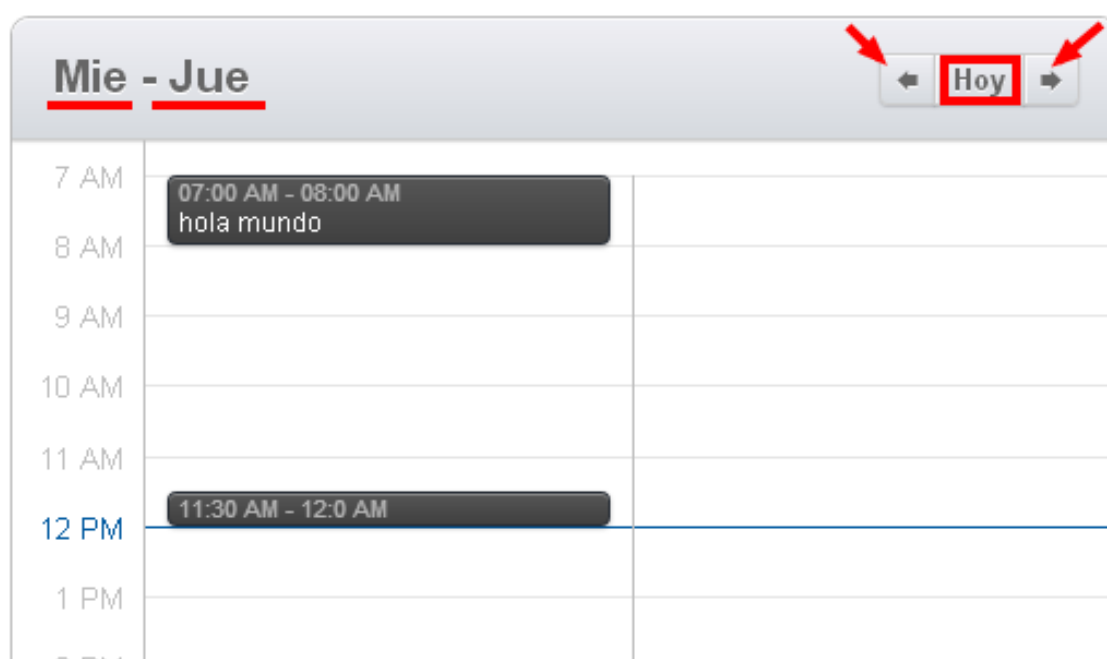 Mie - Jue
Hoy
7 AM
07:00 AM - 08:00 AM
hola mundo
8 AM
9 AM
10 AM
11 AM
11:30 AM - 12:0 AM
12 PM
1 PM